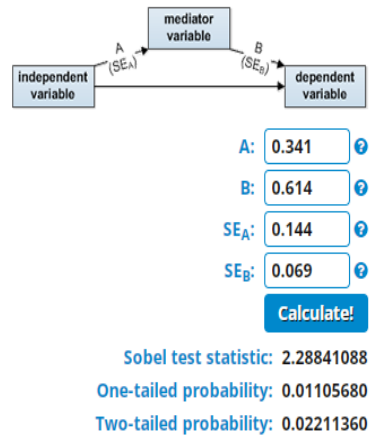 mediator
variable
A
(SEA)
B
(SEB)
independent
variable
dependent
variable
A: 0.341 ?
B: 0.614 ?
SEA: 0.144 ?
SEB: 0.069 ?
Calculate!
Sobel test statistic: 2.28841088
One-tailed probability: 0.01105680
Two-tailed probability: 0.02211360